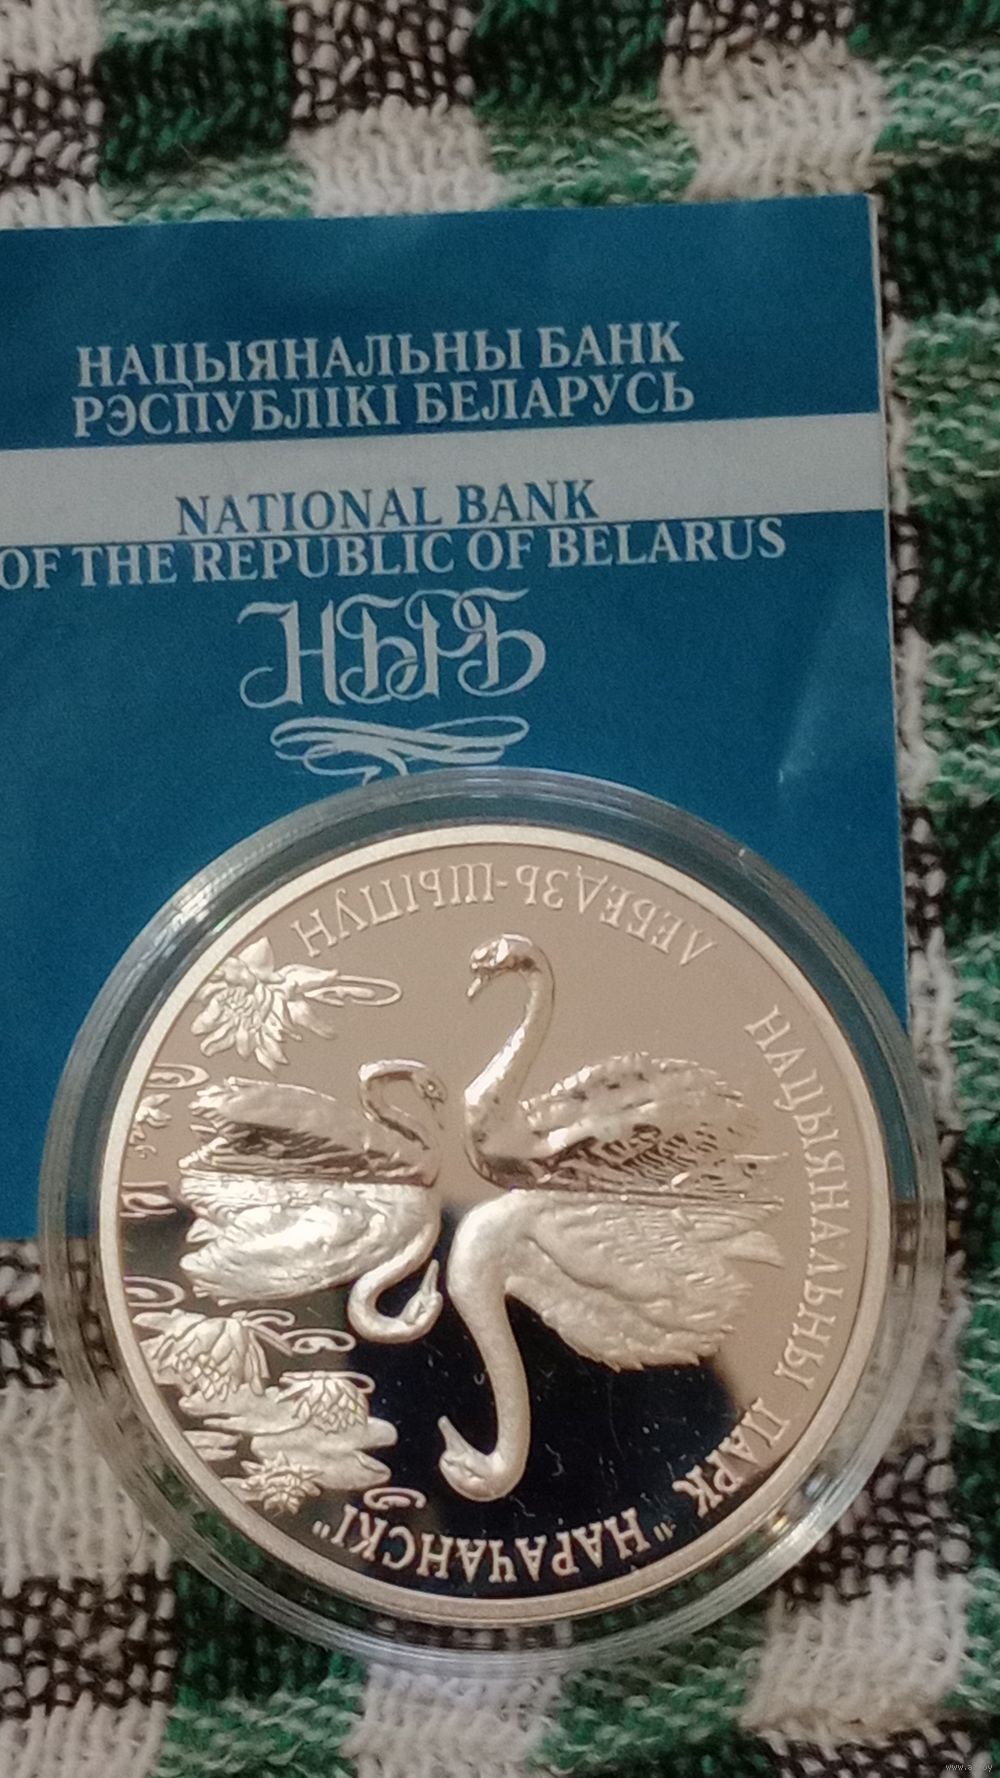 НАЦЫЯНАЛЬНЫ БАНК
РЭСПУБЛІКІ БЕЛАРУСЬ
NATIONAL BANK
OF THE REPUBLIC OF BELARUS
НБРБ
ЛЕБЕДЗЬ-ШЫПУН
НАЦЫЯНАЛЬНЫ ПАРК "НАРАЧАНСКІ"